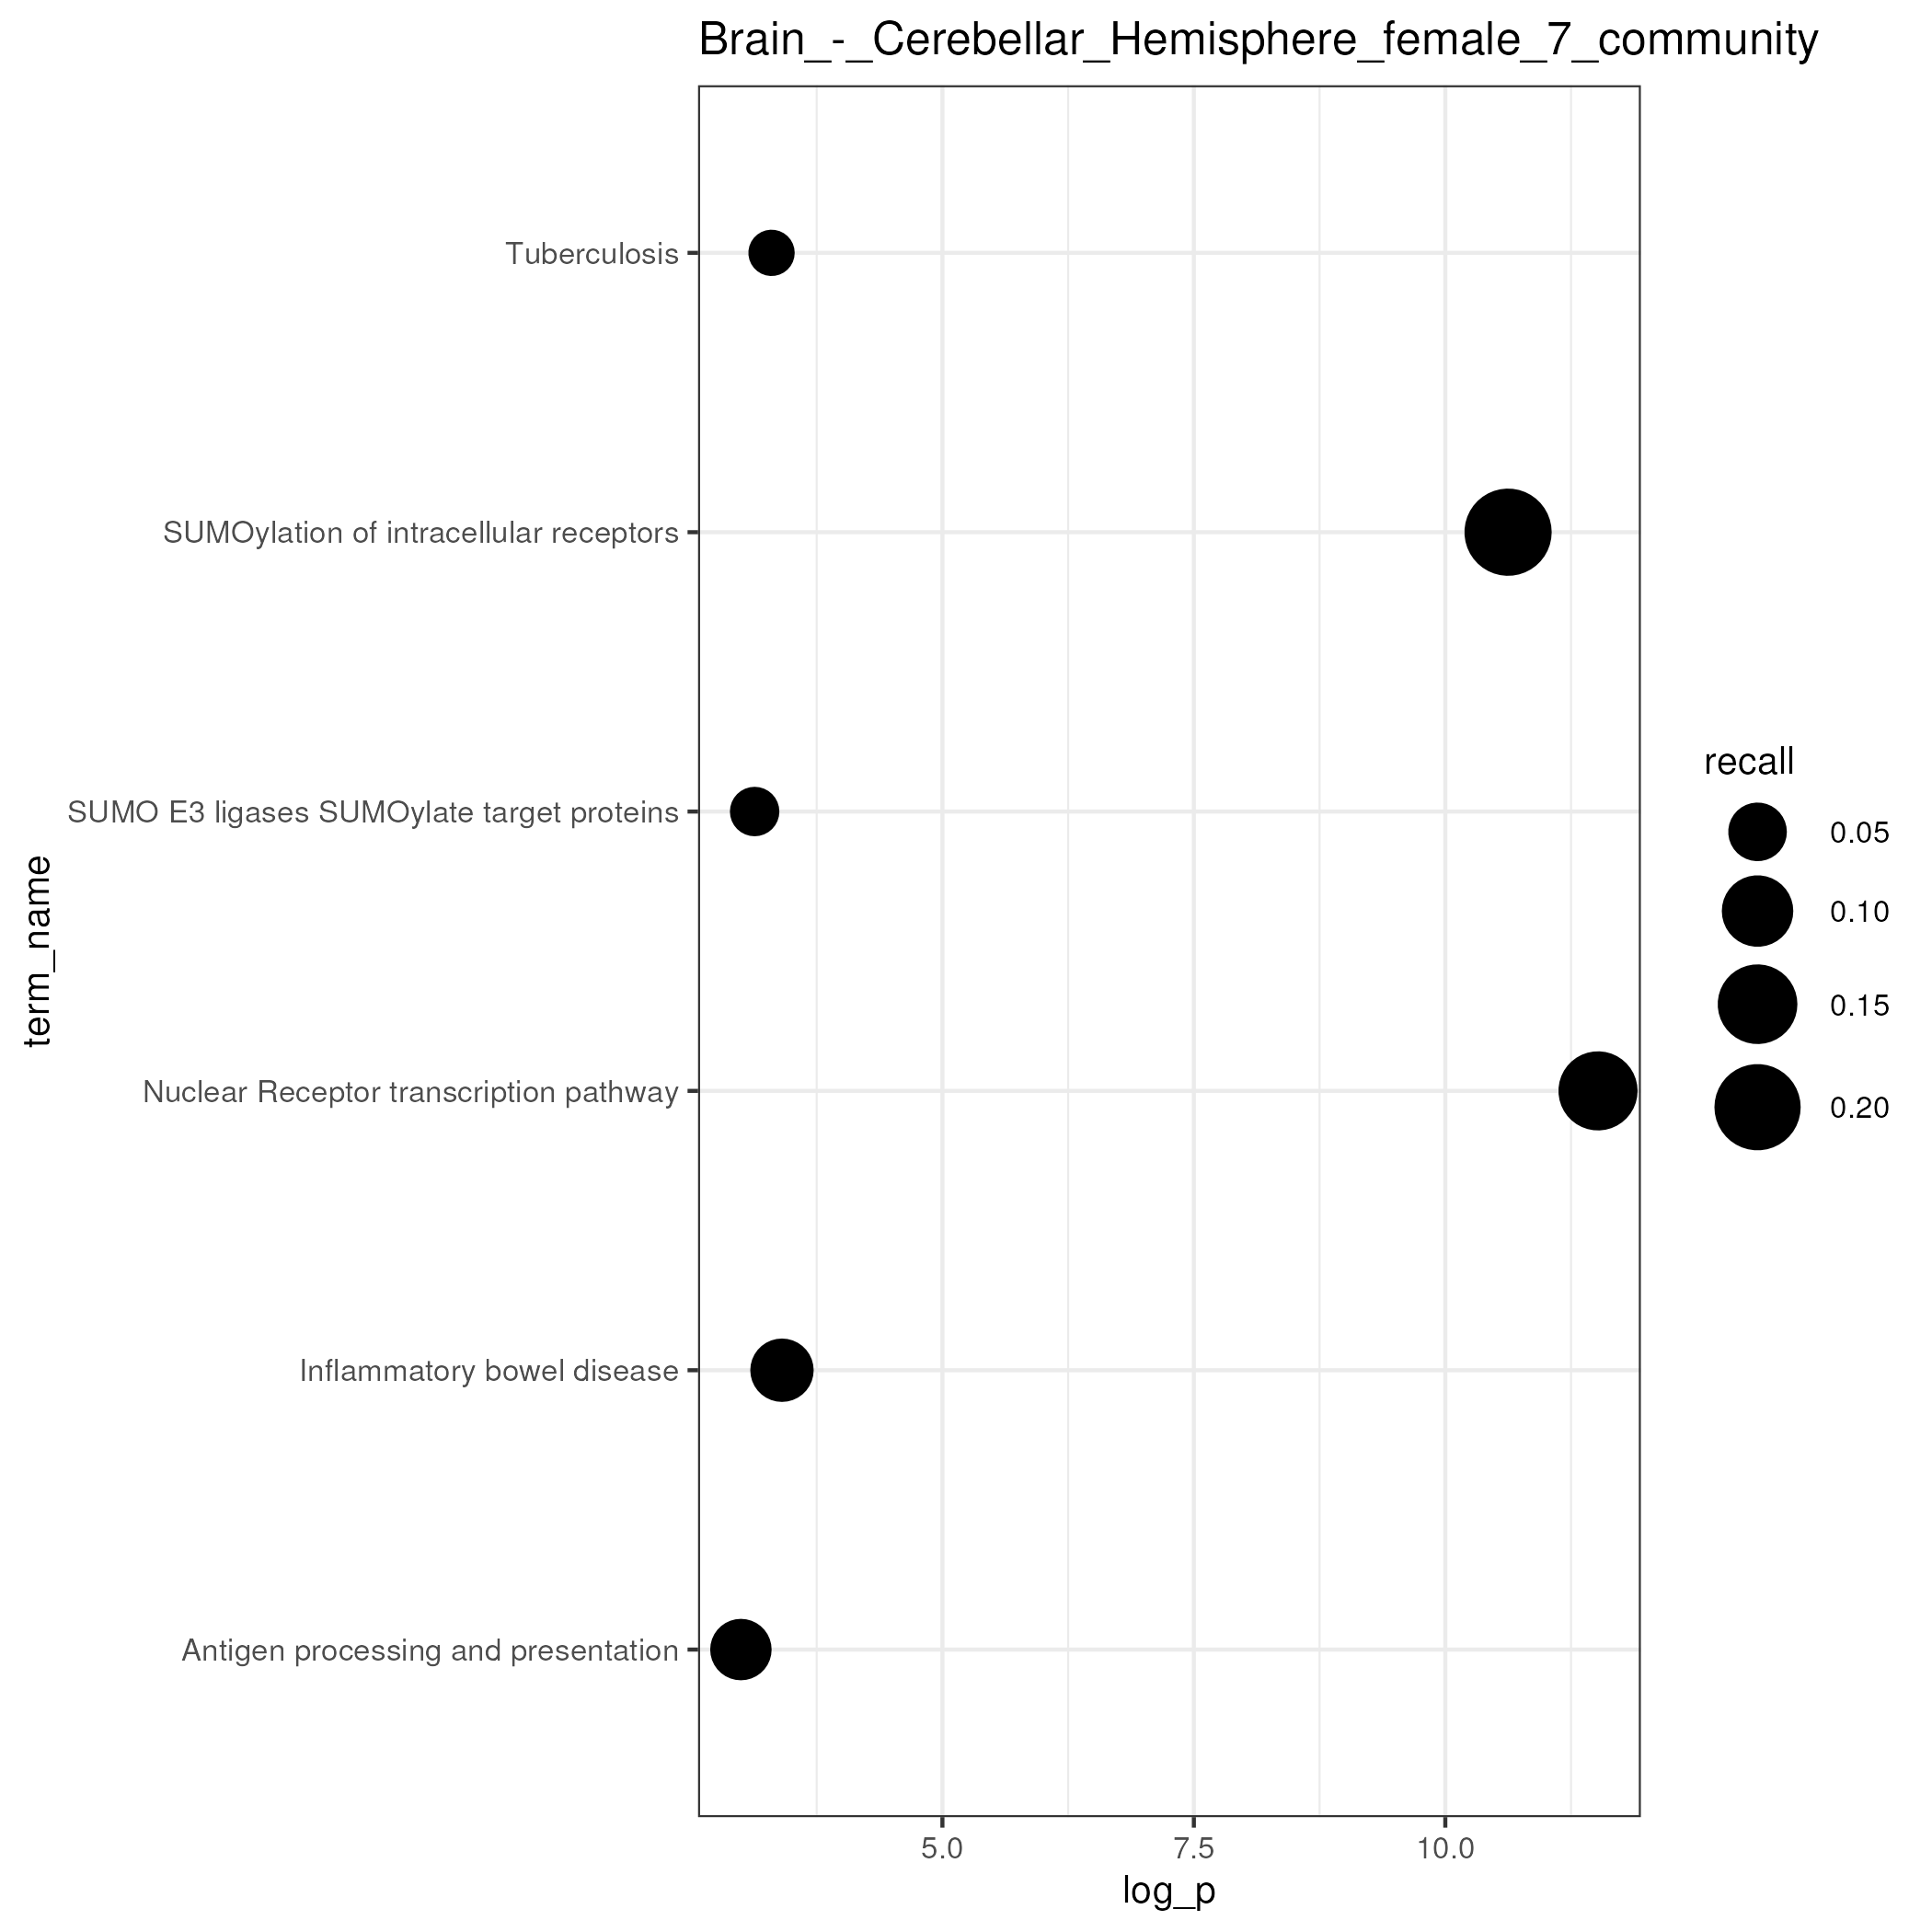 Brain_-_Cerebellar_Hemisphere_female_7_community
term_name
Tuberculosis
SUMOylation of intracellular receptors
SUMO E3 ligases SUMOylate target proteins
Nuclear Receptor transcription pathway
Inflammatory bowel disease
Antigen processing and presentation
5.0 7.5 10.0
log_p
recall
0.05
0.10
0.15
0.20